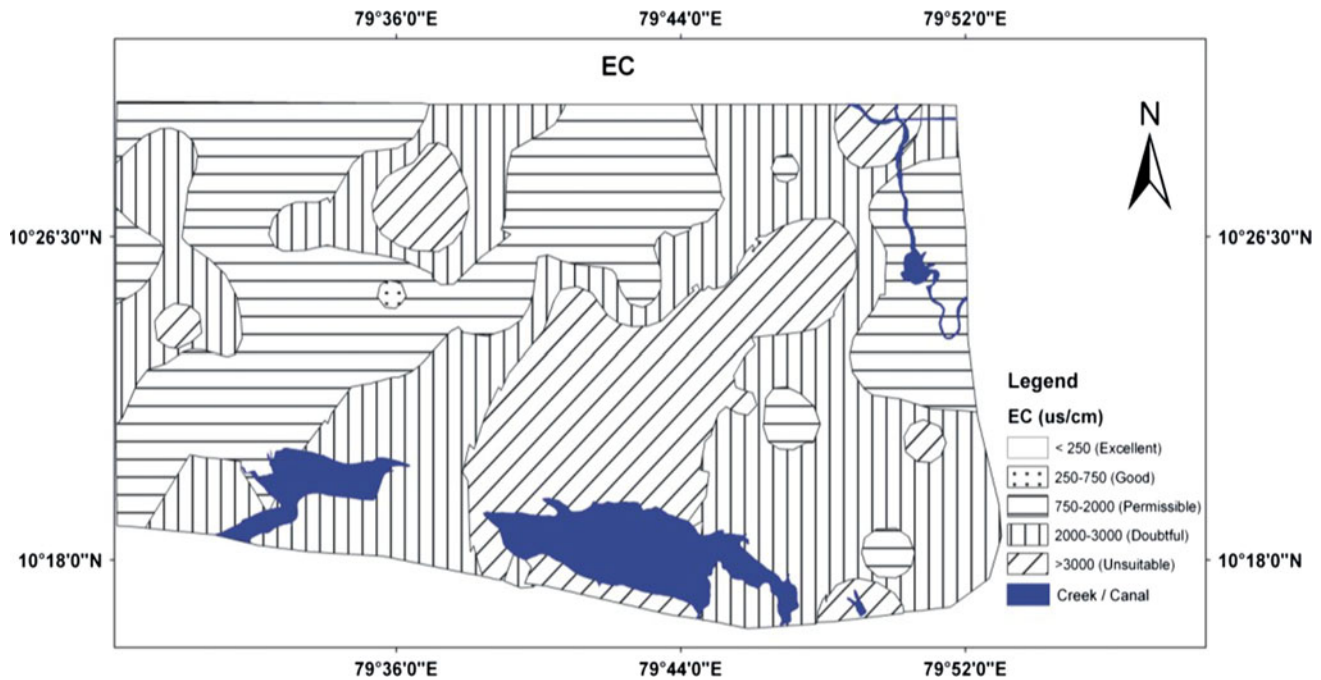 79°36'0"E 79°44'0"E 79°52'0"E
EC
N
10°26'30"N 10°26'30"N
Legend
EC (us/cm)
< 250 (Excellent)
250-750 (Good)
750-2000 (Permissible)
2000-3000 (Doubtful)
>3000 (Unsuitable)
Creek / Canal
10°18'0"N 10°18'0"N
79°36'0"E 79°44'0"E 79°52'0"E